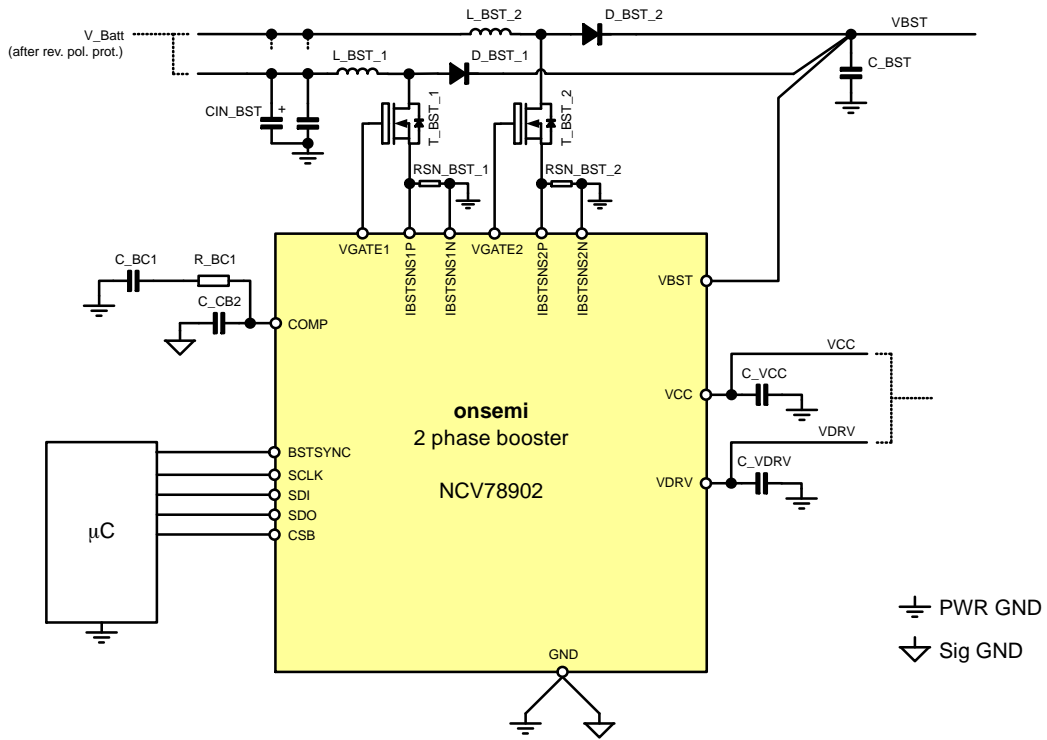 L_BST_2
D_BST_2
VBST
V_Batt
(after rev. pol. prot.)
L_BST_1
D_BST_1
C_BST
CIN_BST
+
T_BST_1
T_BST_2
RSN_BST_1
RSN_BST_2
VGATE1
IBSTSNS1P
IBSTSNS1N
VGATE2
IBSTSNS2P
IBSTSNS2N
C_BC1
R_BC1
VBST
C_CB2
COMP
VCC
C_VCC
VCC
onsemi
2 phase booster
VDRV
C_VDRV
NCV78902
VDRV
BSTSYNC
SCLK
SDI
SDO
CSB
μC
PWR GND
Sig GND
GND